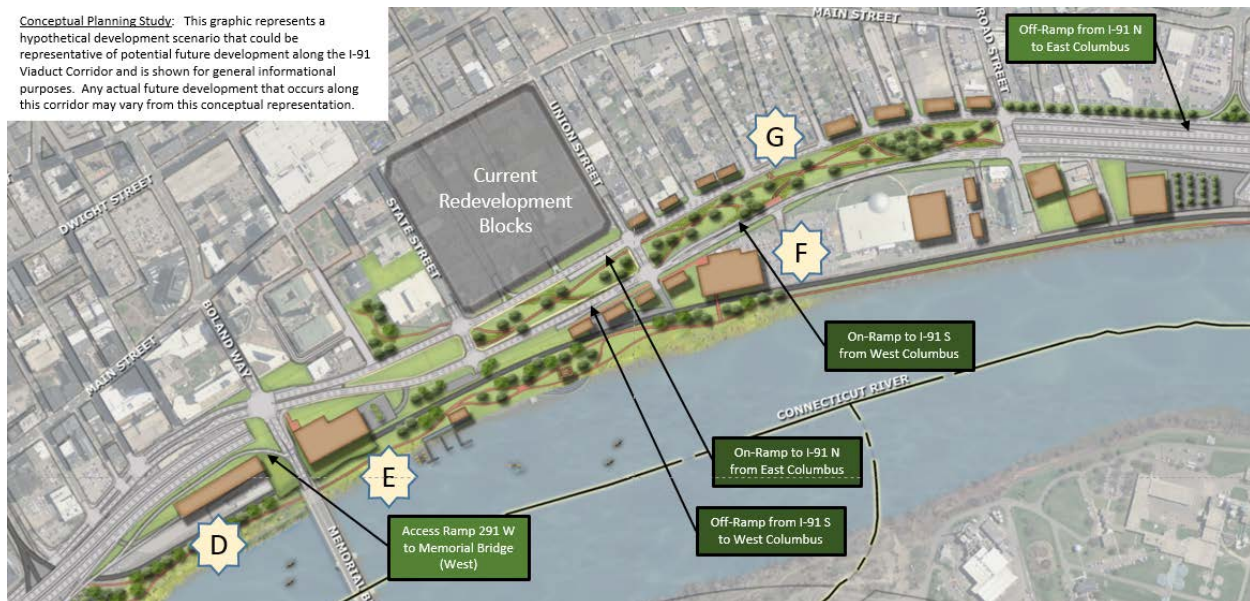 Conceptual Planning Study: This graphic represents a
hypothetical development scenario that could be
representative of potential future development along the I-91
Viaduct Corridor and is shown for general informational
purposes. Any actual future development that occurs along
this corridor may vary from this conceptual representation.
MAIN STREET
ROAD STREET
Off-Ramp from I-91 N
to East Columbus
UNION STREET
G
Current
Redevelopment
Blocks
DWIGHT STREET
STATE STREET
F
BOLAND WAY
MAIN STREET
On-Ramp to I-91 S
from West Columbus
CONNECTICUT RIVER
On-Ramp to I-91 N
from East Columbus
E
Off-Ramp from I-91 S
to West Columbus
D
Access Ramp 291 W
to Memorial Bridge
(West)
MEMORIAL B